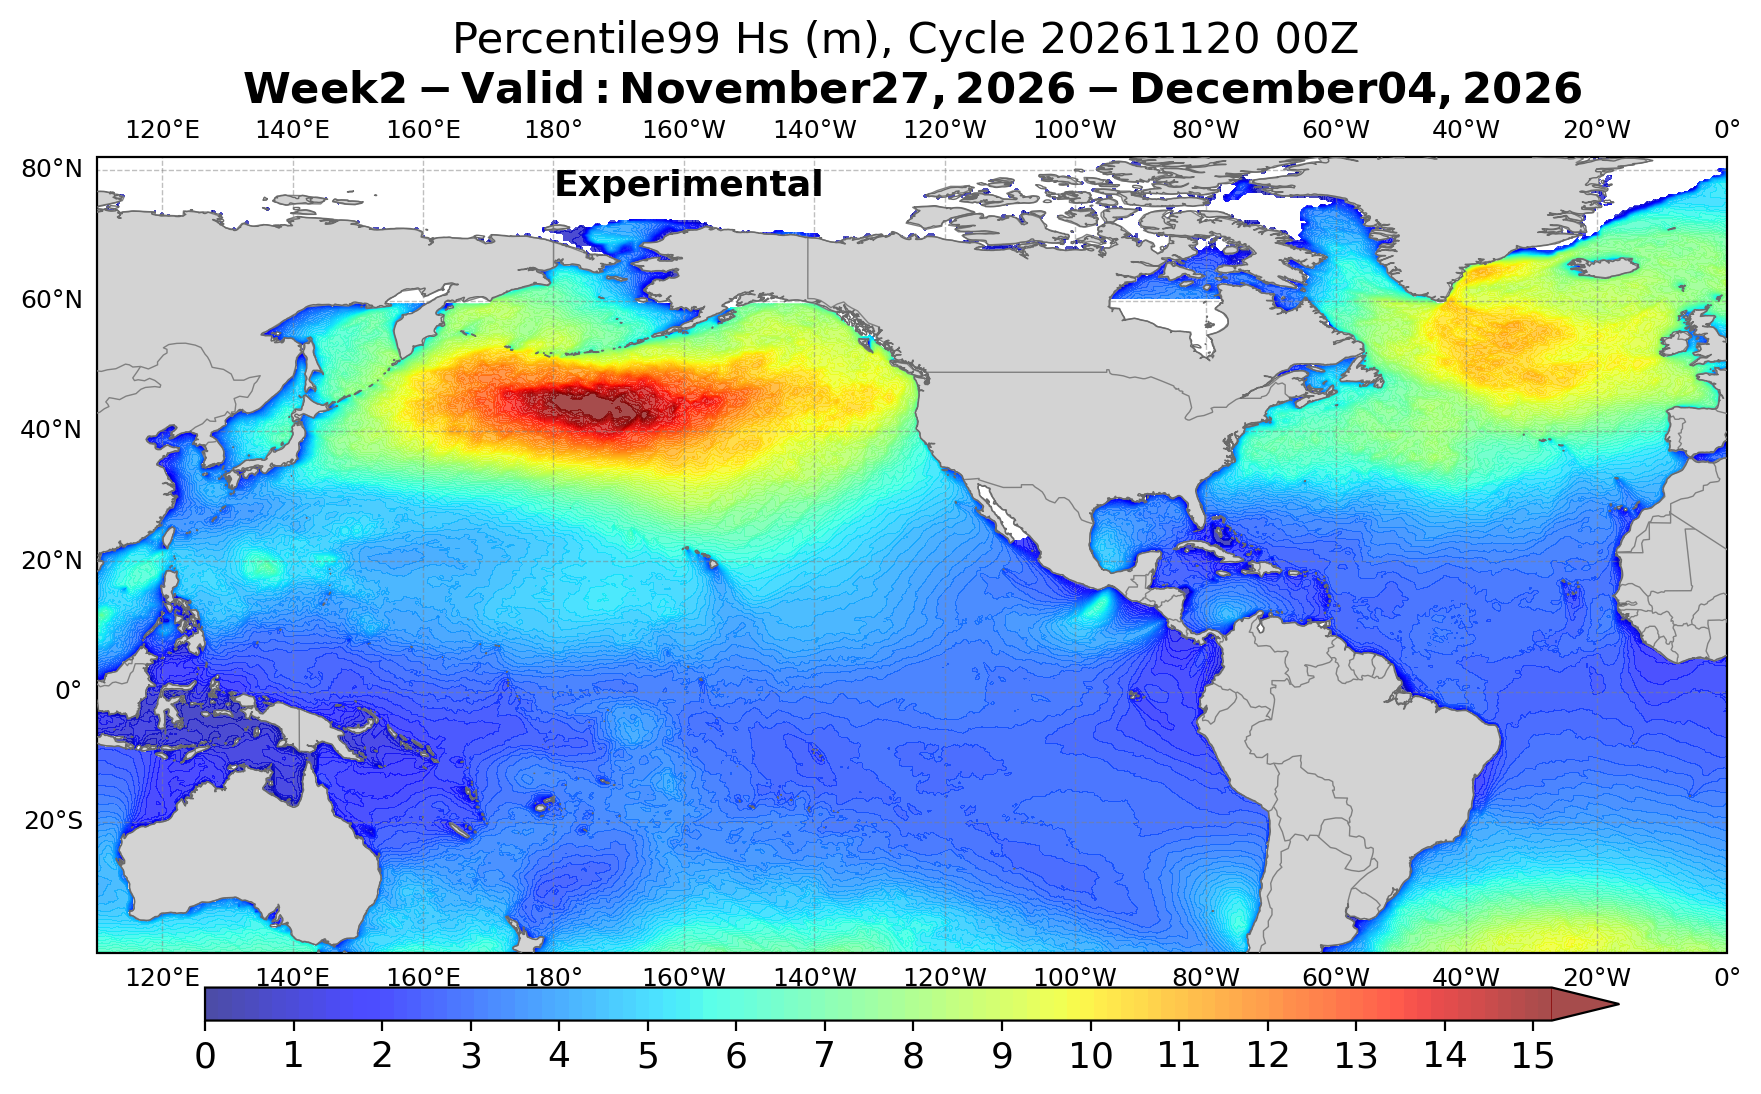 Percentile99 Hs (m), Cycle 20261120 00Z
Week2 − Valid : November27, 2026 − December04, 2026
120°E 140°E 160°E 180° 160°W 140°W 120°W 100°W 80°W 60°W 40°W 20°W 0°
80°N
Experimental
60°N
40°N
20°N
0°
20°S
120°E 140°E 160°E 180° 160°W 140°W 120°W 100°W 80°W 60°W 40°W 20°W 0°
0 1 2 3 4 5 6 7 8 9 10 11 12 13 14 15